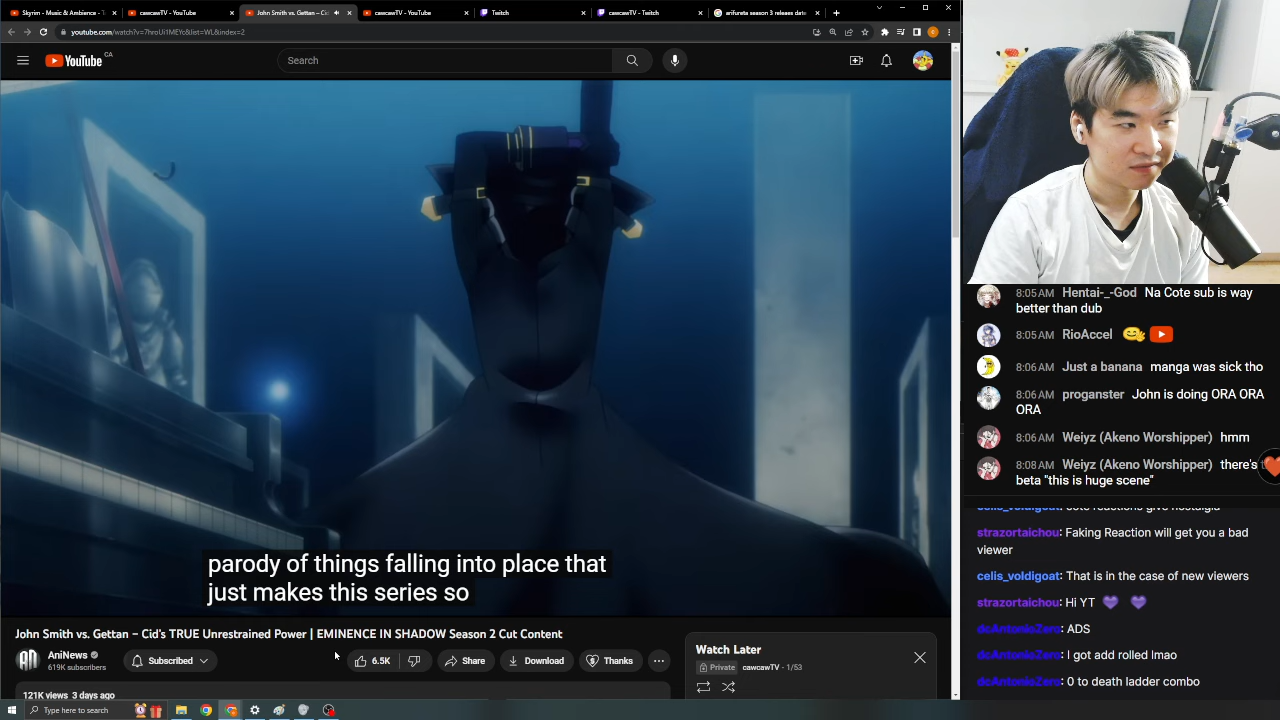 Skyrim - Music & Ambience - 
cawcawTV - YouTube
John Smith vs. Gettan – Cid's
cawcawTV - YouTube
Twitch
cawcawTV - Twitch
arifureta season 3 release date
youtube.com/watch?v=7hroUi1MEYc&list=WL&index=2
YouTube CA
Search
parody of things falling into place that
just makes this series so
John Smith vs. Gettan – Cid's TRUE Unrestrained Power | EMINENCE IN SHADOW Season 2 Cut Content
AniNews
619K subscribers
Subscribed
6.5K
Share
Download
Thanks
121K views 3 days ago
Watch Later
Private cawcawTV - 1/53
Type here to search
8:05 AM Hentai-_-God Na Cote sub is way
better than dub
8:05 AM RioAccel
8:06 AM Just a banana manga was sick tho
8:06 AM proganster John is doing ORA ORA
ORA
8:06 AM Weiyz (Akeno Worshipper) hmm
8:08 AM Weiyz (Akeno Worshipper) there's
beta "this is huge scene"
celis_voldigoat: cote reactions give nostalgia
strazortaichou: Faking Reaction will get you a bad
viewer
celis_voldigoat: That is in the case of new viewers
strazortaichou: Hi YT
dcAntonioZero: ADS
dcAntonioZero: I got add rolled lmao
dcAntonioZero: 0 to death ladder combo